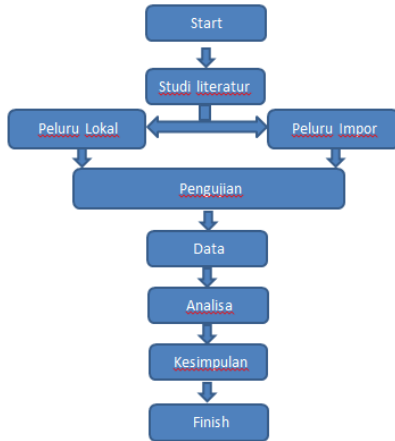 Start
Studi literatur
Peluru Lokal
Peluru Impor
Pengujian
Data
Analisa
Kesimpulan
Finish